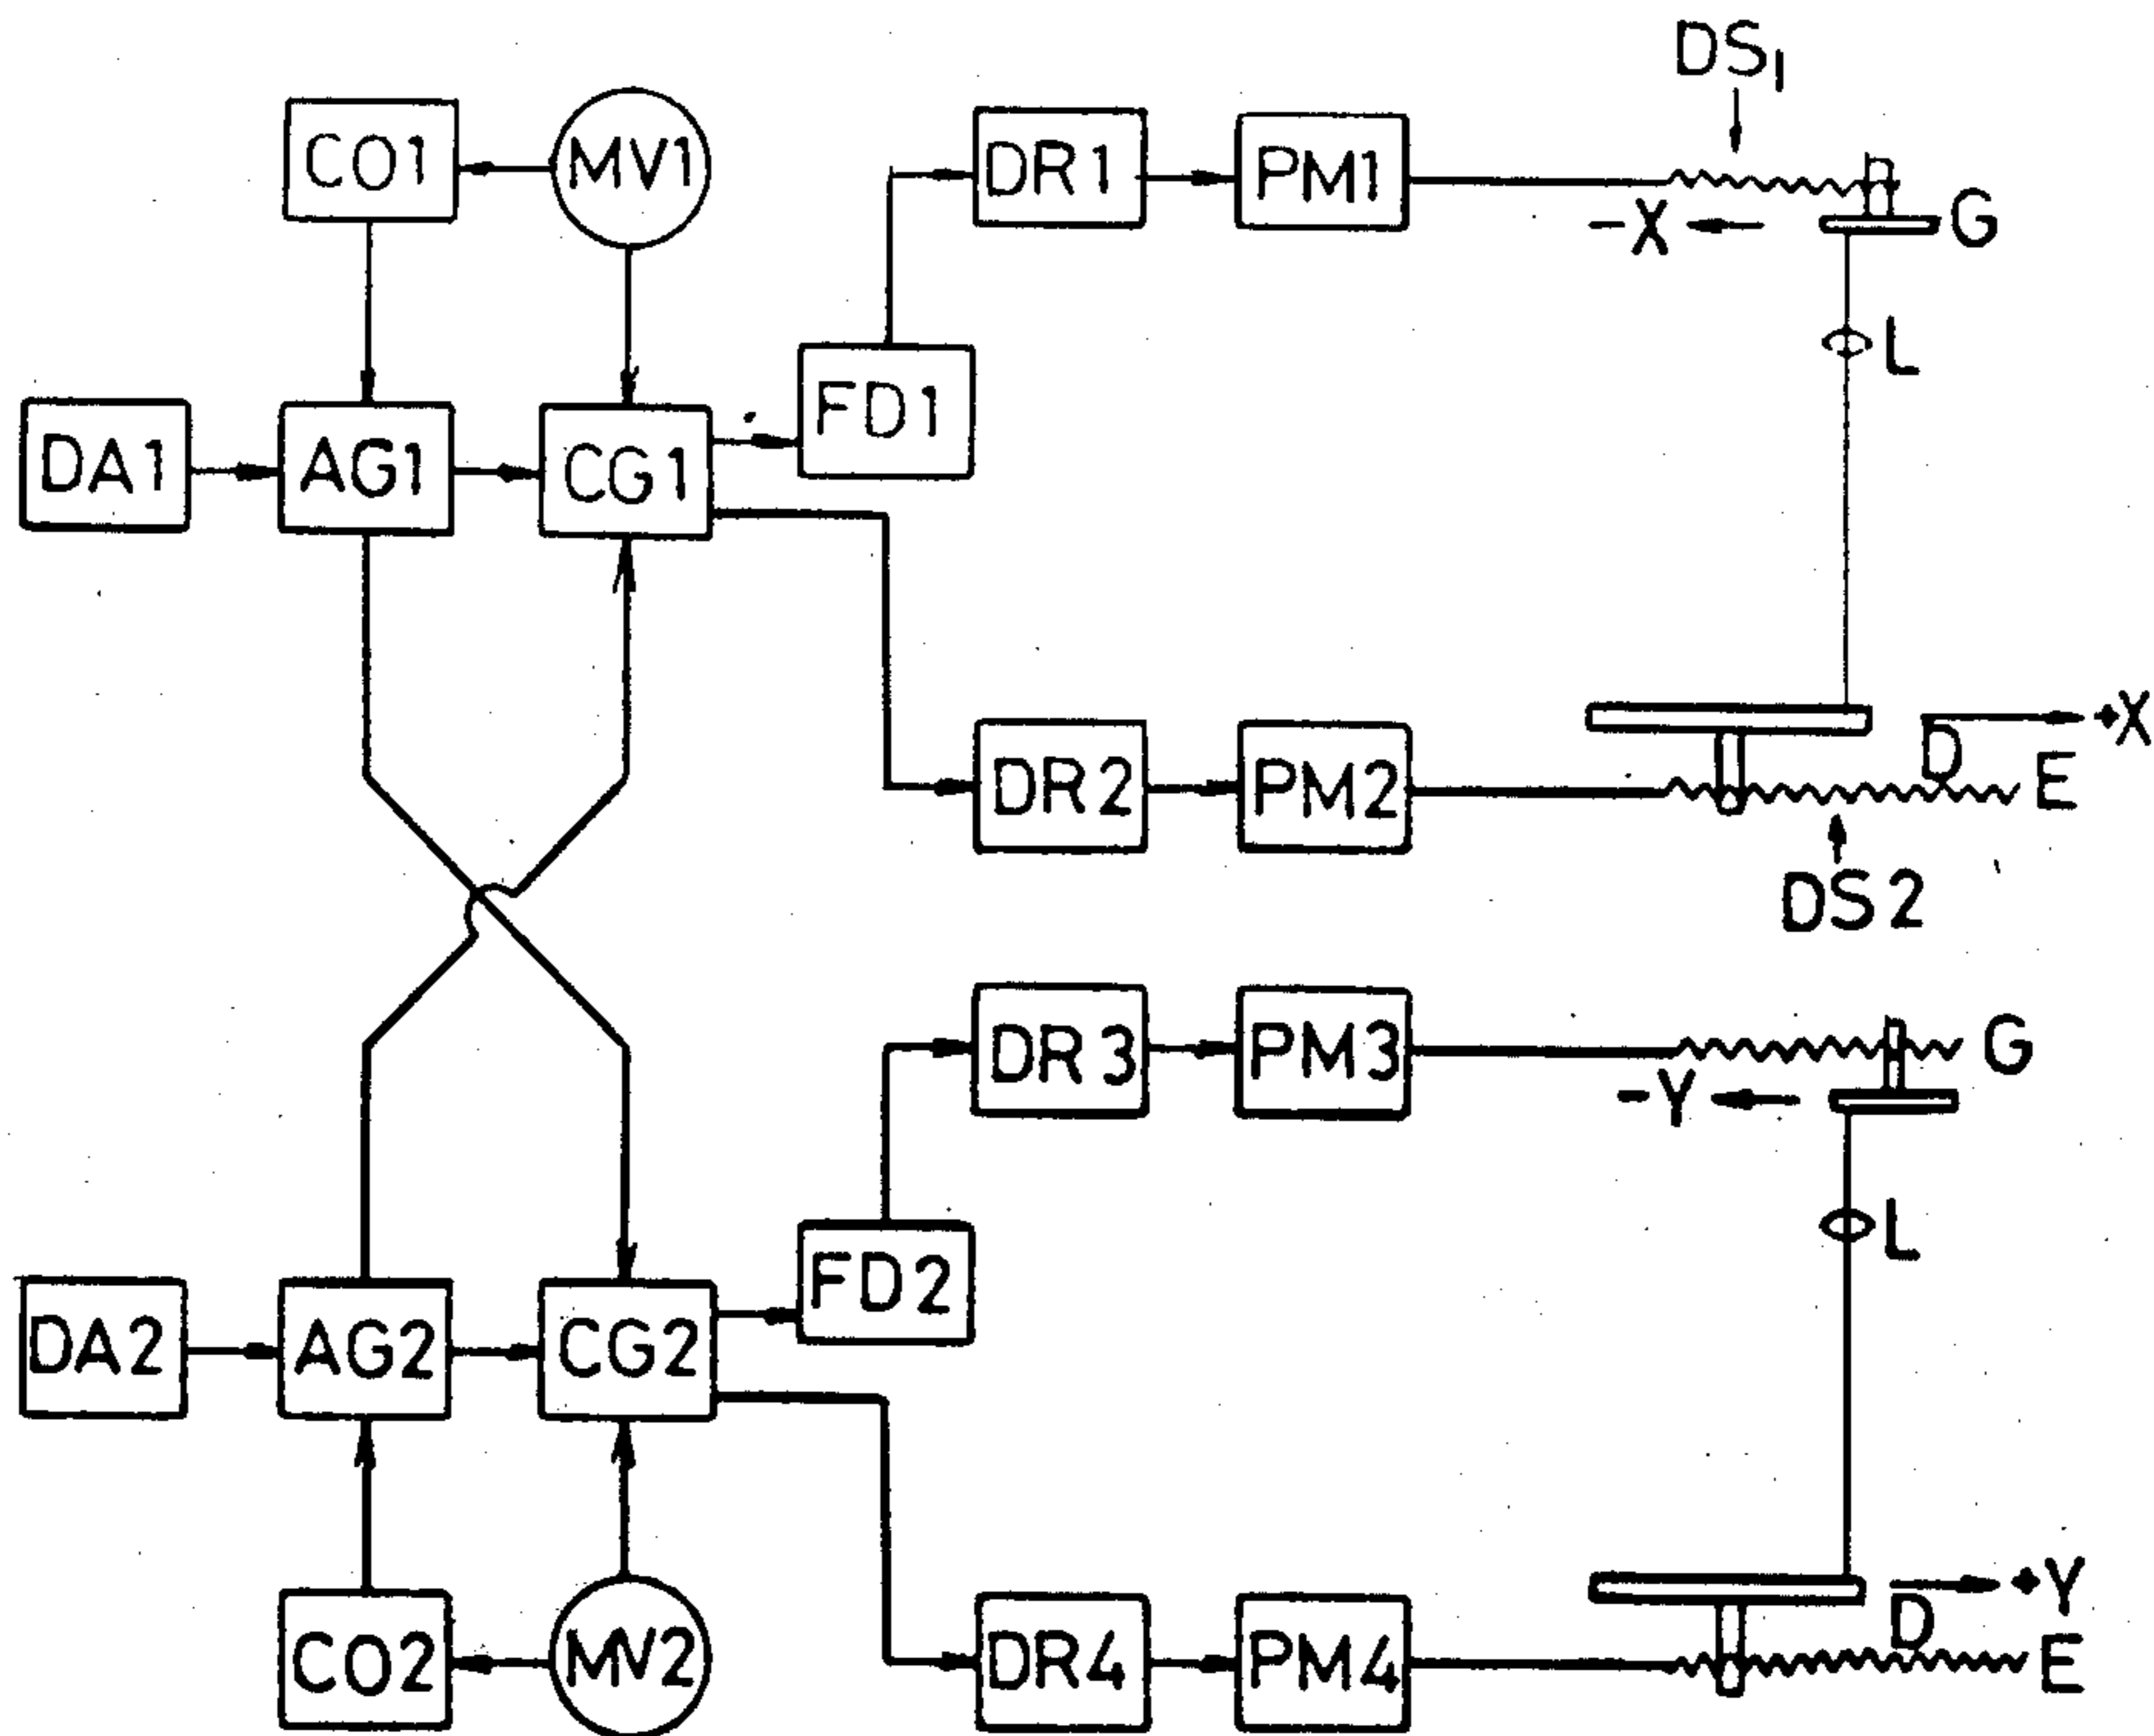 DS1
CO1
MV1
DR1
PM1
-X
G
L
DA1
AG1
CG1
FD1
+X
D
E
DR2
PM2
DS2
DR3
PM3
G
-Y
L
DA2
AG2
CG2
FD2
+Y
D
E
CO2
MV2
DR4
PM4